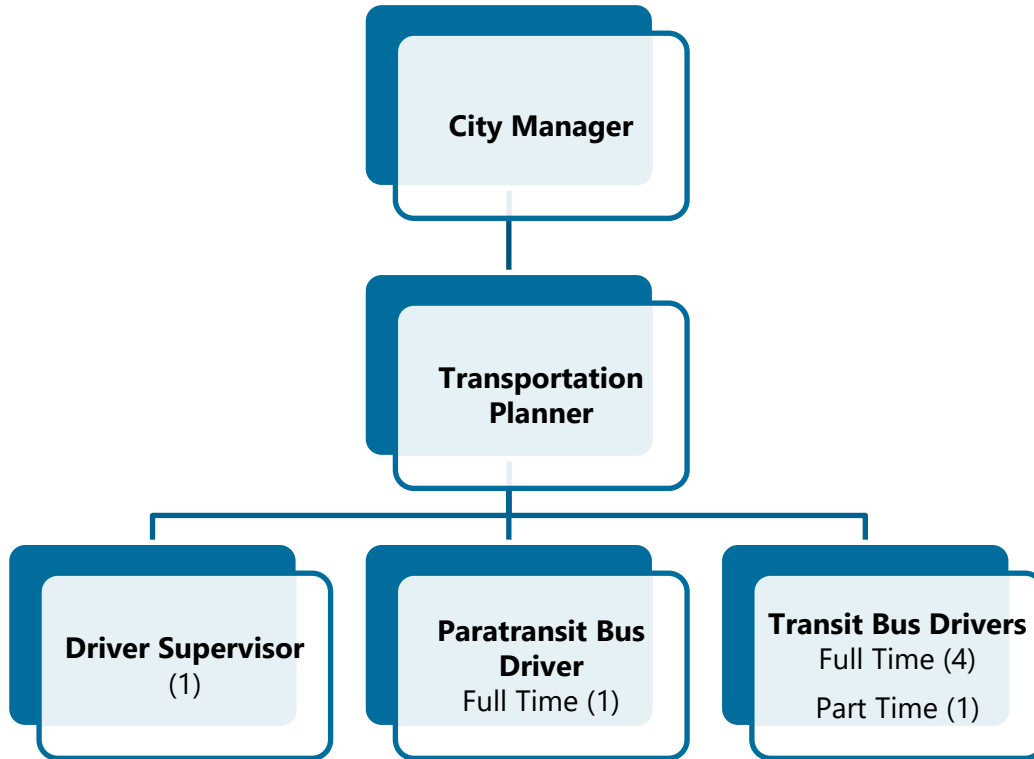 City Manager
Transportation
Planner
Driver Supervisor
(1)
Paratransit Bus
Driver
Full Time (1)
Transit Bus Drivers
Full Time (4)
Part Time (1)